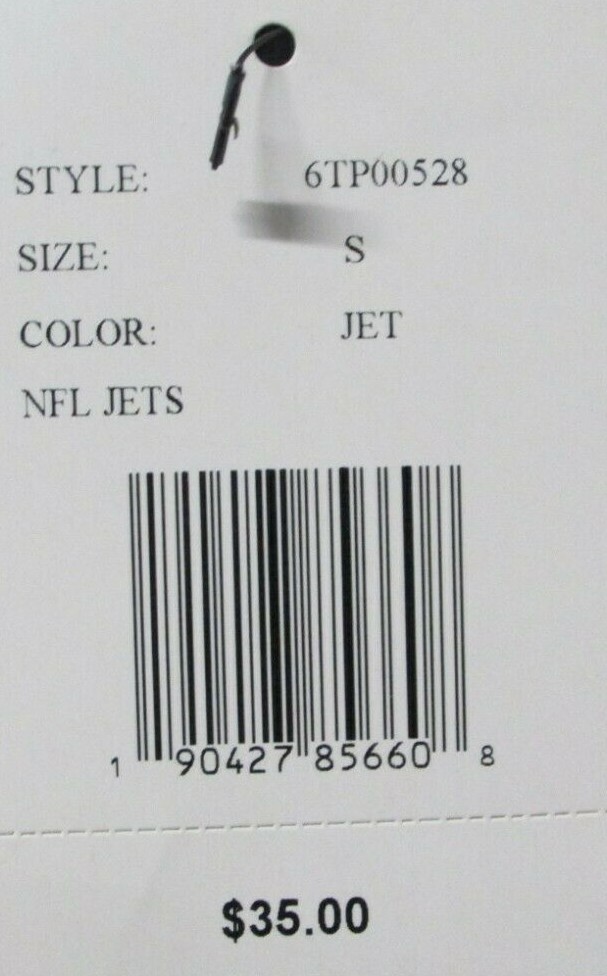 STYLE: 6TP00528
SIZE: S
COLOR: JET
NFL JETS
1 90427 85660 8
$35.00